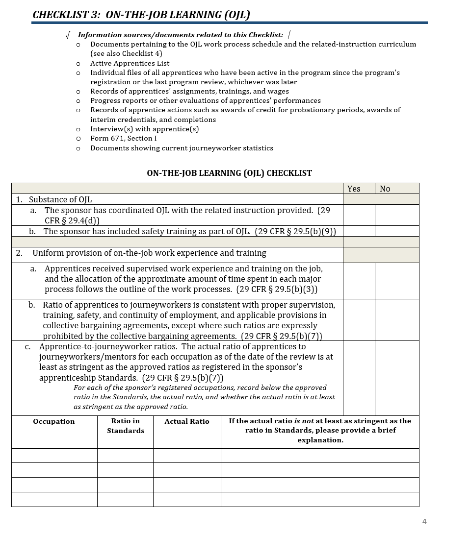 CHECKLIST 3: ON-THE-JOB LEARNING (OJL)
√ Information sources/documents related to this Checklist:
o Documents pertaining to the OJL work process schedule and the related-instruction curriculum
(see also Checklist 4)
o Active Apprentices List
o Individual files of all apprentices who have been active in the program since the program's
registration or the last program review, whichever was later
o Records of apprentices' assignments, trainings, and wages
o Progress reports or other evaluations of apprentices' performances
o Records of apprentice actions such as awards of credit for probationary periods, awards of
interim credentials, and completions
o Interview(s) with apprentice(s)
o Form 671, Section I
o Documents showing current journeyworker statistics
ON-THE-JOB LEARNING (OJL) CHECKLIST
Yes No
1. Substance of OJL
a. The sponsor has coordinated OJL with the related instruction provided. (29
CFR § 29.4(d))
b. The sponsor has included safety training as part of OJL. (29 CFR § 29.5(b)(9))
2. Uniform provision of on-the-job work experience and training
a. Apprentices received supervised work experience and training on the job,
and the allocation of the approximate amount of time spent in each major
process follows the outline of the work processes. (29 CFR § 29.5(b)(3))
b. Ratio of apprentices to journeyworkers is consistent with proper supervision,
training, safety, and continuity of employment, and applicable provisions in
collective bargaining agreements, except where such ratios are expressly
prohibited by the collective bargaining agreements. (29 CFR § 29.5(b)(7))
c. Apprentice-to-journeyworker ratios. The actual ratio of apprentices to
journeyworkers/mentors for each occupation as of the date of the review is at
least as stringent as the approved ratios as registered in the sponsor's
apprenticeship Standards. (29 CFR § 29.5(b)(7))
For each of the sponsor's registered occupations, record below the approved
ratio in the Standards, the actual ratio, and whether the actual ratio is at least
as stringent as the approved ratio.
Occupation Ratio in Actual Ratio If the actual ratio is not at least as stringent as the
Standards ratio in Standards, please provide a brief
explanation.
4